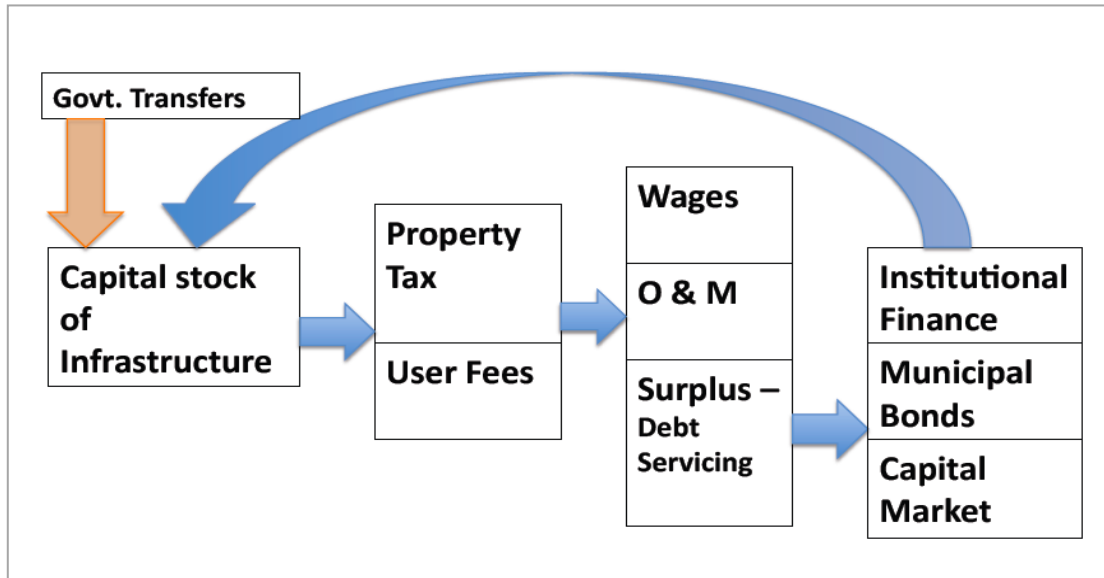 Govt. Transfers
Capital stock
of
Infrastructure
Property
Tax
User Fees
Wages
O & M
Surplus –
Debt
Servicing
Institutional
Finance
Municipal
Bonds
Capital
Market